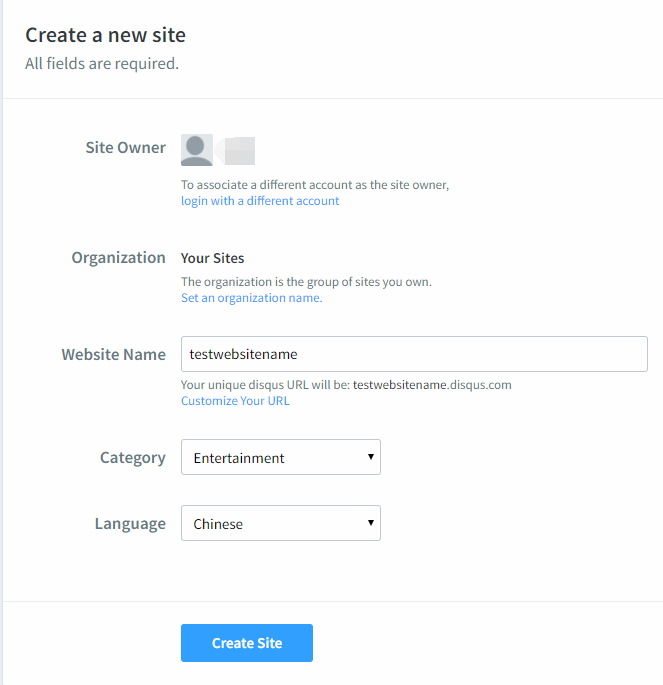 Create a new site
All fields are required.
Site Owner
To associate a different account as the site owner,
login with a different account
Organization Your Sites
The organization is the group of sites you own.
Set an organization name.
Website Name testwebsitename
Your unique disqus URL will be: testwebsitename.disqus.com
Customize Your URL
Category Entertainment
Language Chinese
Create Site